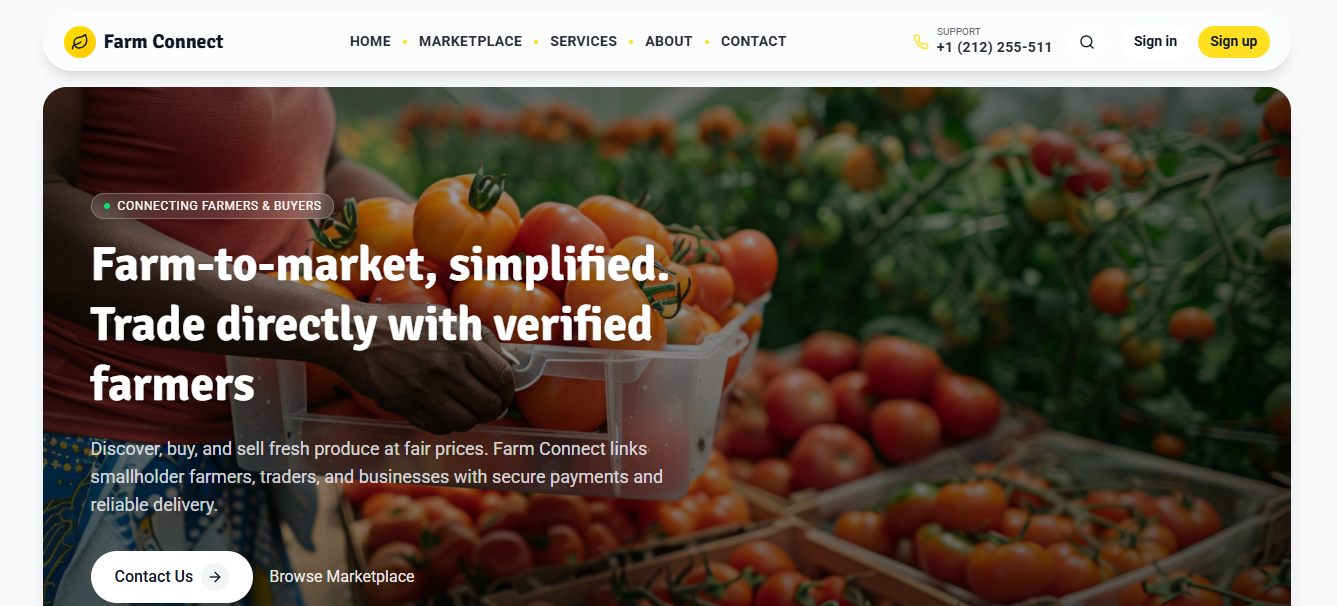 Farm Connect
HOME
MARKETPLACE
SERVICES
ABOUT
CONTACT
SUPPORT
+1 (212) 255-511
Sign in
Sign up
CONNECTING FARMERS & BUYERS
Farm-to-market, simplified.
Trade directly with verified
farmers
Discover, buy, and sell fresh produce at fair prices. Farm Connect links
smallholder farmers, traders, and businesses with secure payments and
reliable delivery.
Contact Us
Browse Marketplace